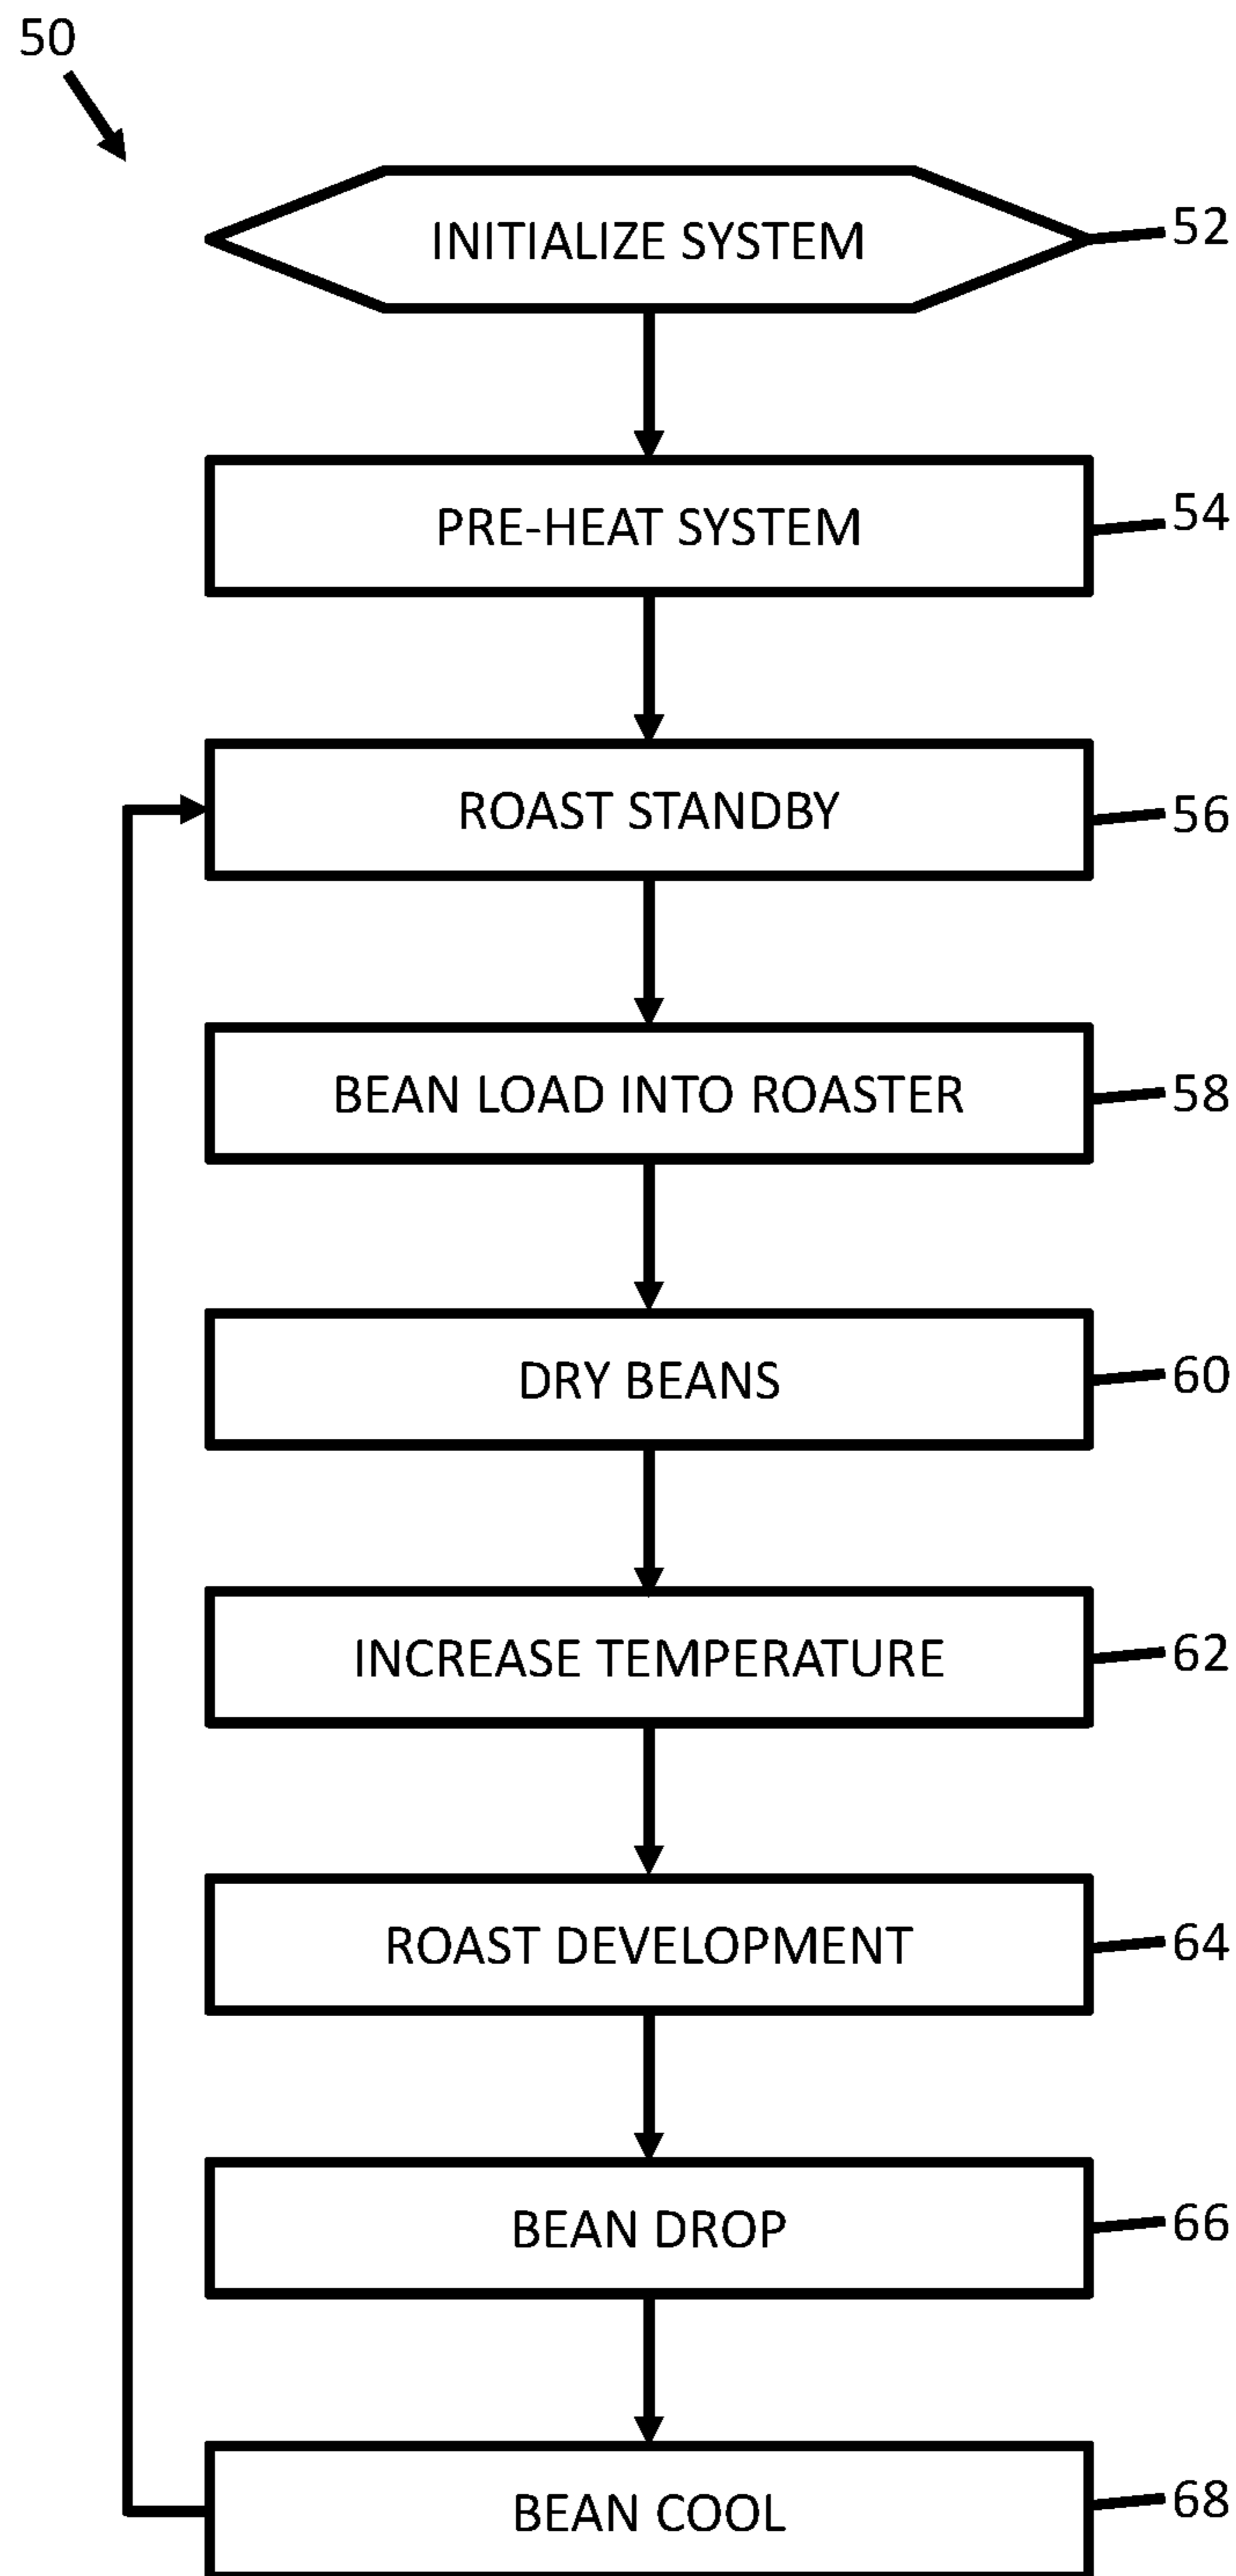 50
INITIALIZE SYSTEM
52
PRE-HEAT SYSTEM
54
ROAST STANDBY
56
BEAN LOAD INTO ROASTER
58
DRY BEANS
60
INCREASE TEMPERATURE
62
ROAST DEVELOPMENT
64
BEAN DROP
66
BEAN COOL
68